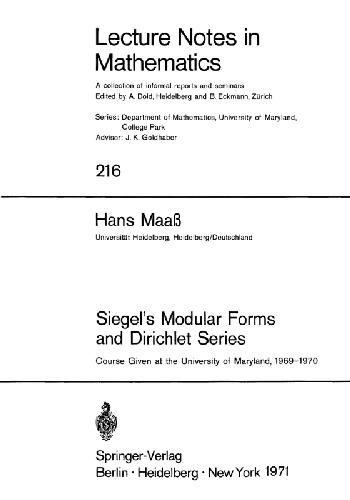 Lecture Notes in
Mathematics
A collection of informal reports and seminars
Edited by A. Dold, Heidelberg and B. Eckmann, Zürich
Series: Department of Mathematics, University of Maryland,
College Park
Advisor: J. K. Goldhaber
216
Hans Maaß
Universität Heidelberg, Heidelberg/Deutschland
Siegel's Modular Forms
and Dirichlet Series
Course Given at the University of Maryland, 1969–1970
Springer-Verlag
Berlin · Heidelberg · New York 1971